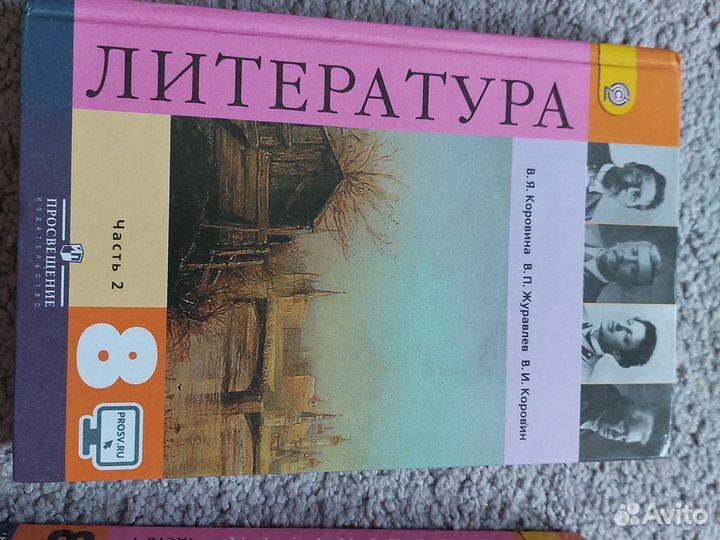 ЛИТЕРАТУРА
В. Я. Коровина В. П. Журавлев В. И. Коровин
Часть 2
8
PROSV.RU
ПРОСВЕЩЕНИЕ
ИЗДАТЕЛЬСТВО
Avito